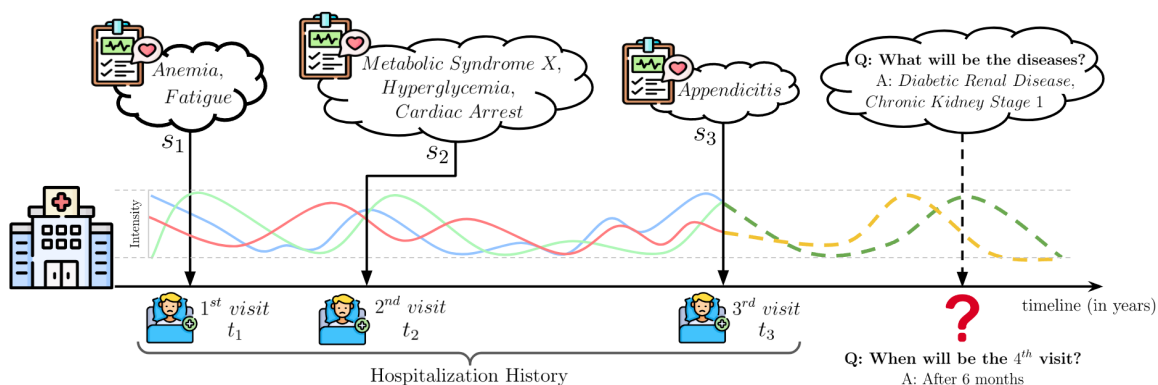 Anemia,
Fatigue
s₁
Metabolic Syndrome X,
Hyperglycemia,
Cardiac Arrest
s₂
Appendicitis
s₃
Q: What will be the diseases?
A: Diabetic Renal Disease,
Chronic Kidney Stage 1
Intensity
1ˢᵗ visit
t₁
2ⁿᵈ visit
t₂
3ʳᵈ visit
t₃
?
timeline (in years)
Hospitalization History
Q: When will be the 4ᵗʰ visit?
A: After 6 months